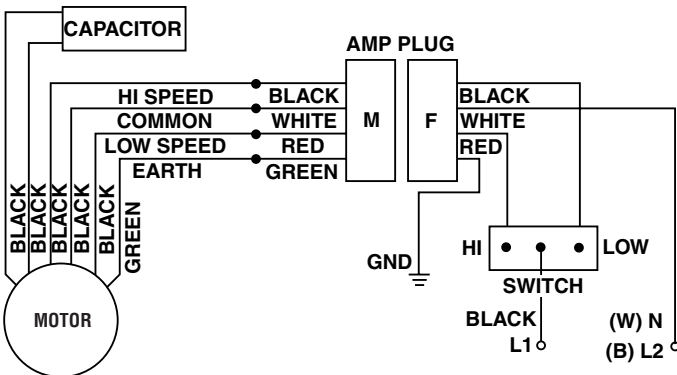 CAPACITOR
AMP PLUG
HI SPEED
BLACK
COMMON
WHITE
LOW SPEED
RED
EARTH
GREEN
M
F
BLACK
WHITE
RED
BLACK
BLACK
BLACK
BLACK
BLACK
GREEN
MOTOR
GND
HI
LOW
SWITCH
BLACK
L1
(W) N
(B) L2